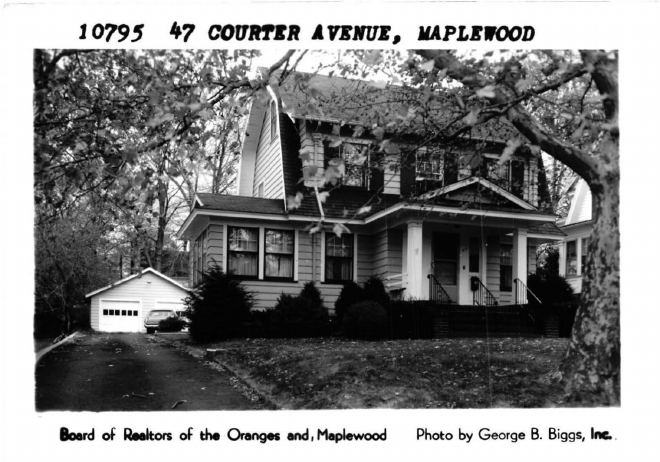 10795 47 COURTER AVENUE, MAPLEWOOD
Board of Realtors of the Oranges and, Maplewood Photo by George B. Biggs, Inc.